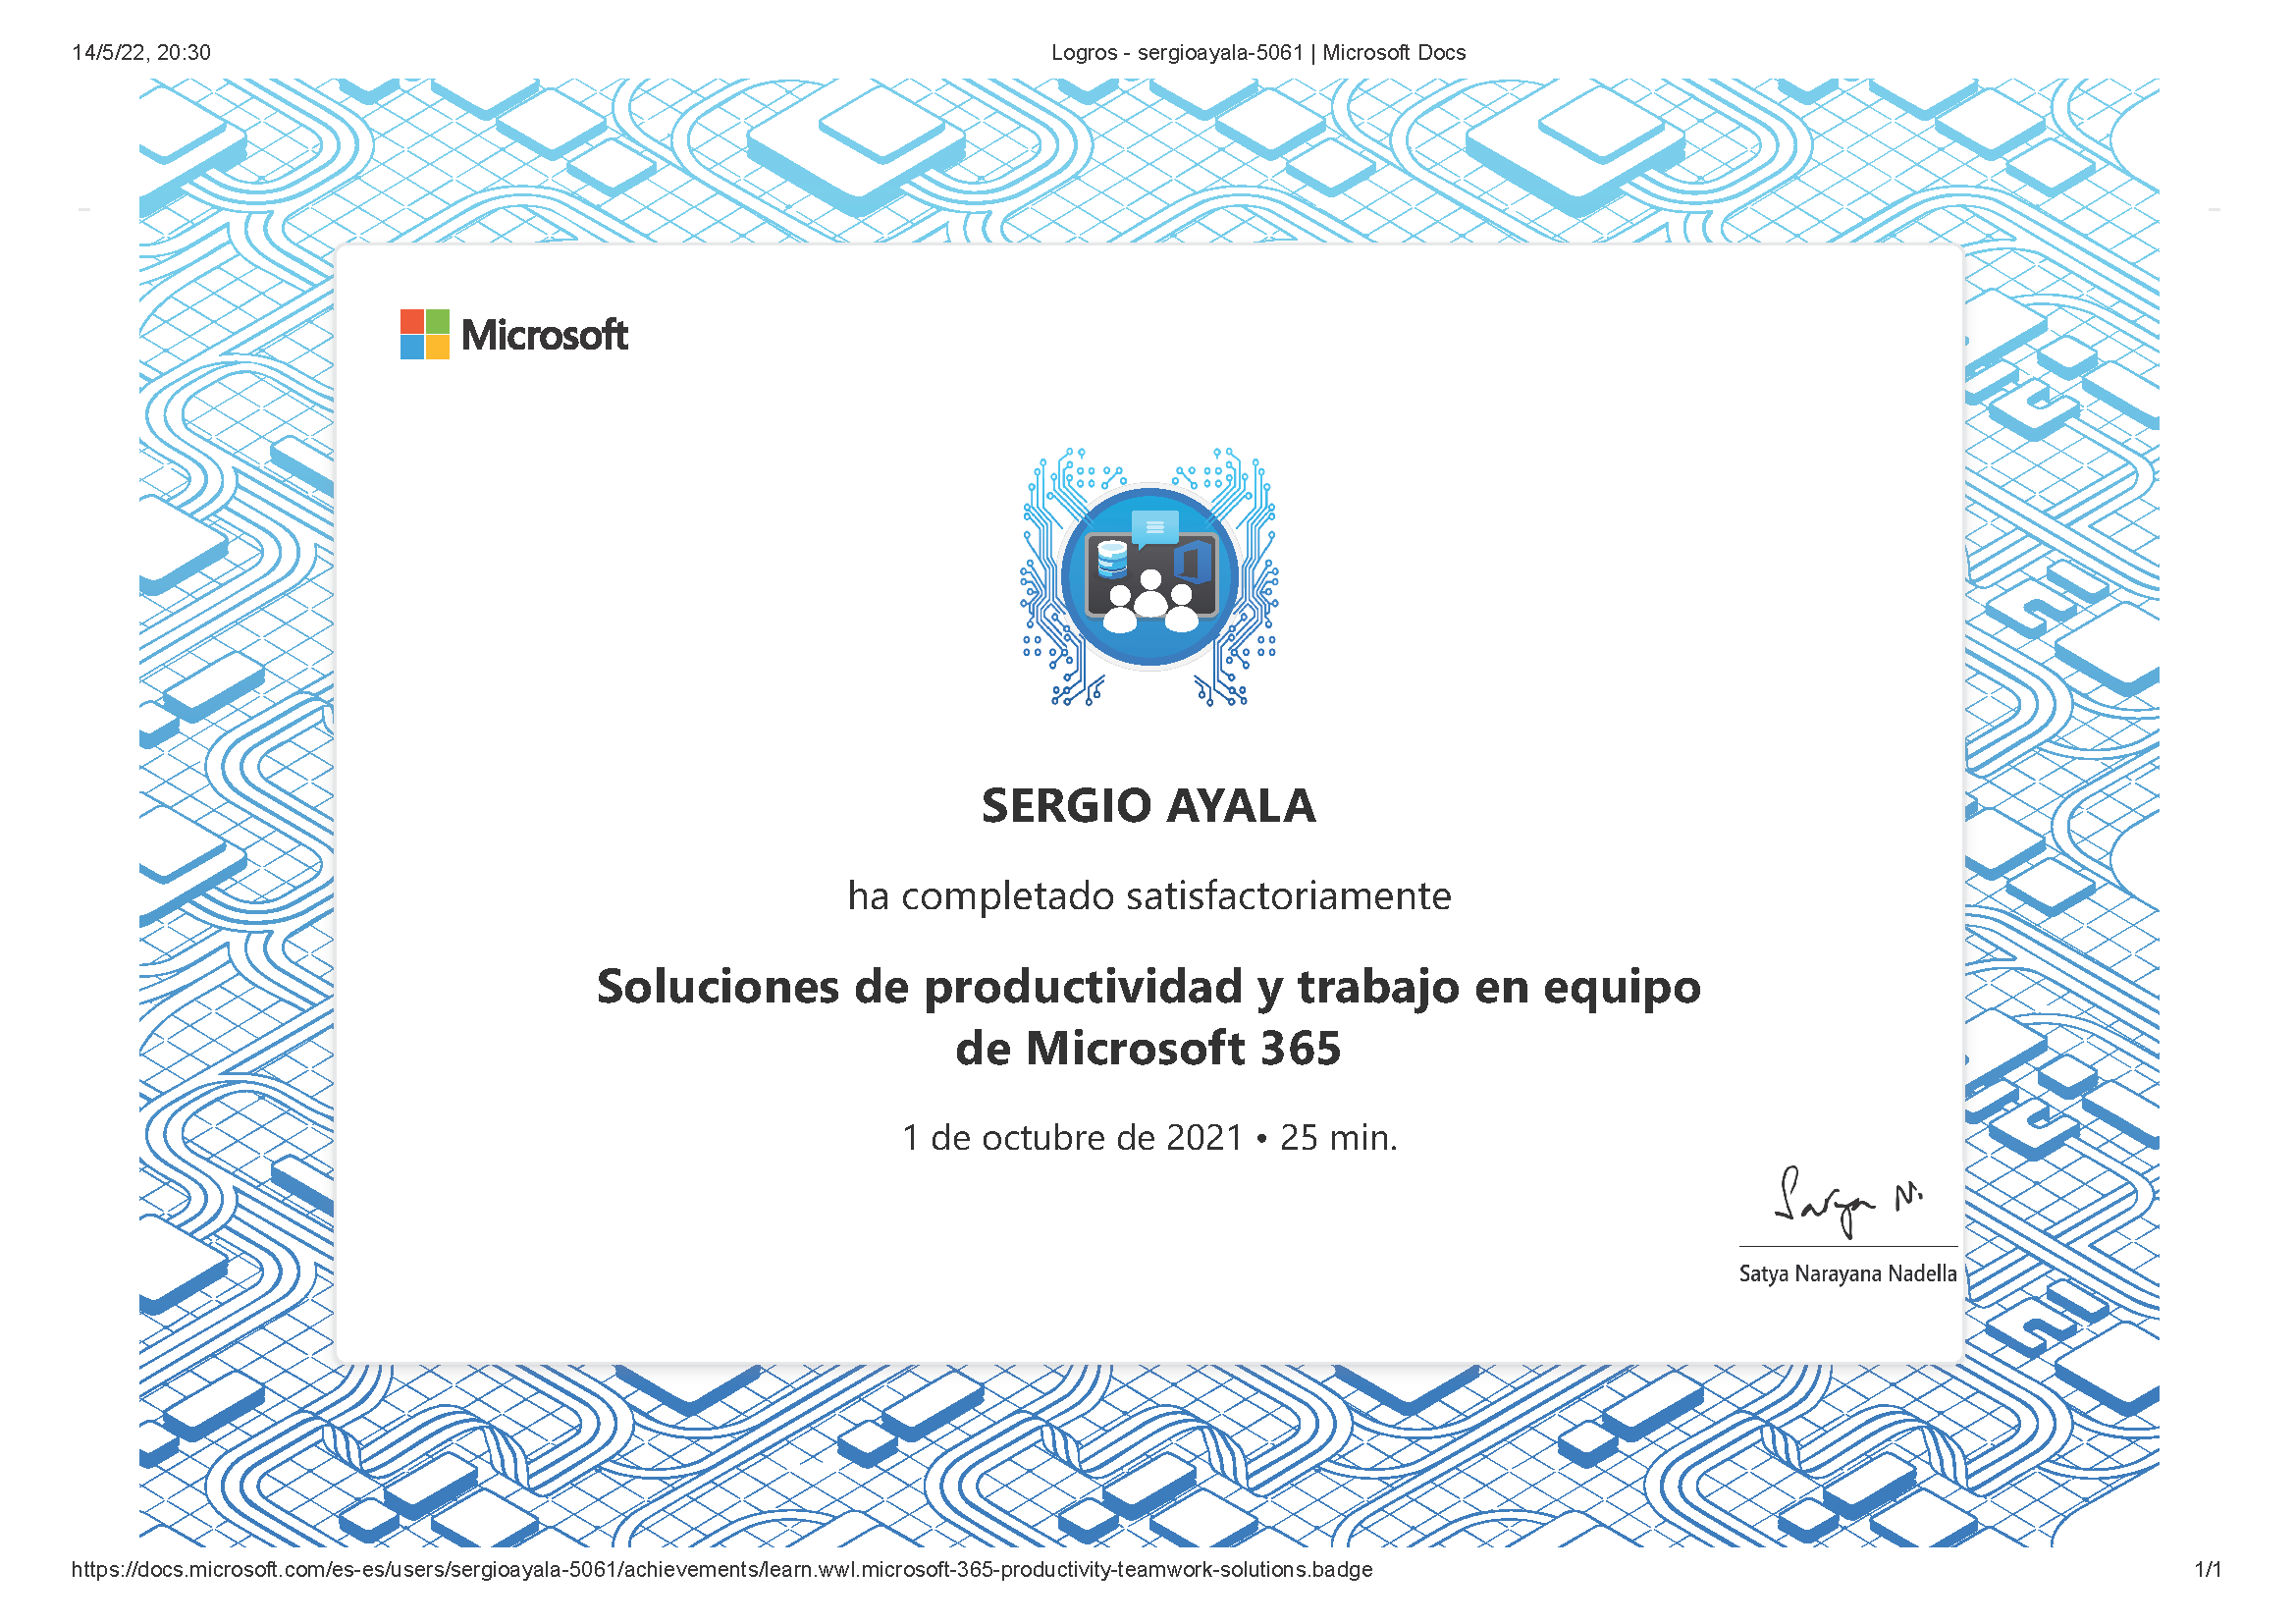 14/5/22, 20:30
Logros - sergioayala-5061 | Microsoft Docs
Microsoft
SERGIO AYALA
ha completado satisfactoriamente
Soluciones de productividad y trabajo en equipo
de Microsoft 365
1 de octubre de 2021 • 25 min.
Satya N.
Satya Narayana Nadella
https://docs.microsoft.com/es-es/users/sergioayala-5061/achievements/learn.wwl.microsoft-365-productivity-teamwork-solutions.badge
1/1